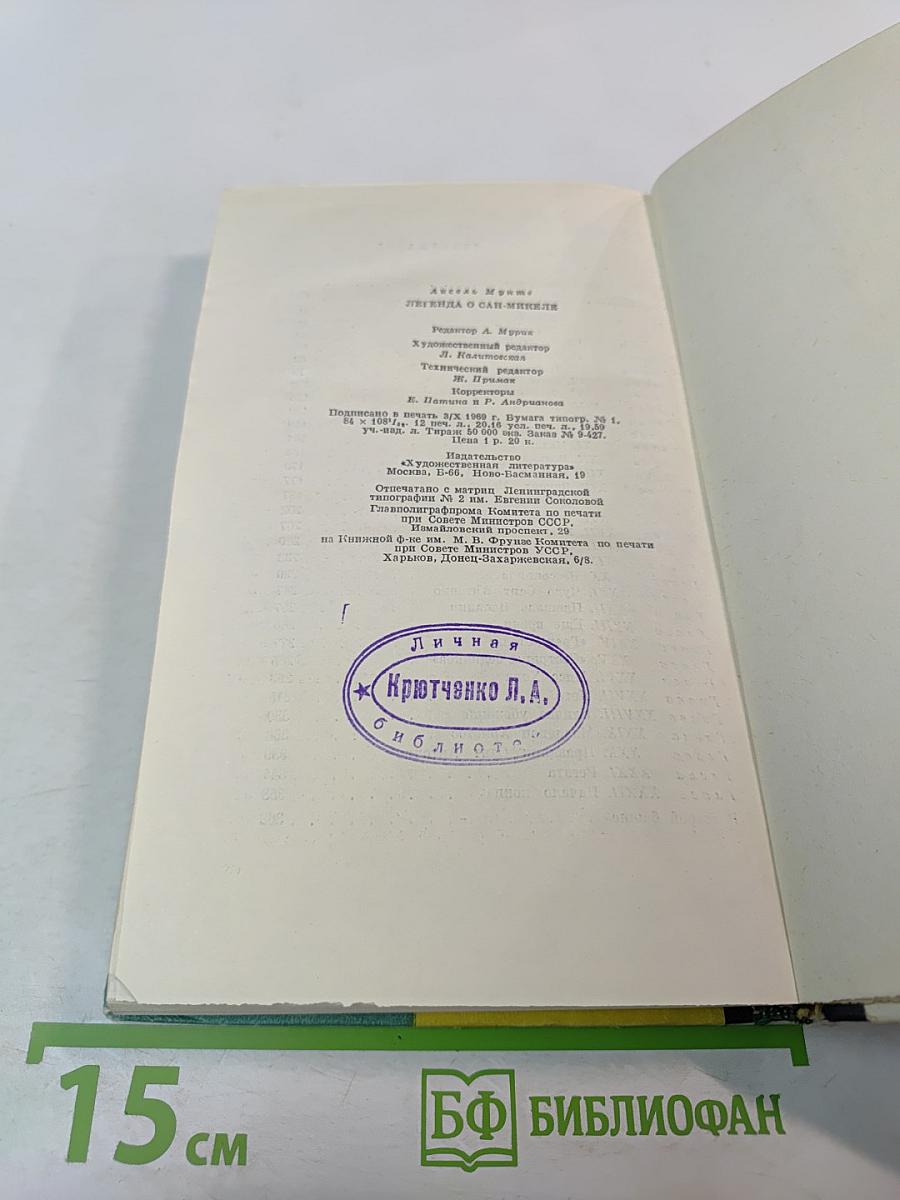 Аксель Мунте
ЛЕГЕНДА О САН-МИКЕЛЕ
Редактор А. Мурик
Художественный редактор
Л. Калитовская
Технический редактор
Ж. Примак
Корректоры
Е. Патина и Р. Андрианова
Подписано в печать 3/X 1969 г. Бумага типогр. № 1.
84 × 108¹/₃₂. 12 печ. л., 20,16 усл. печ. л., 19,59
уч.-изд. л. Тираж 50 000 экз. Заказ № 9-427.
Цена 1 р. 20 к.
Издательство
«Художественная литература»
Москва, Б-66, Ново-Басманная, 19
Отпечатано с матриц Ленинградской
типографии № 2 им. Евгении Соколовой
Главполиграфпрома Комитета по печати
при Совете Министров СССР,
Измайловский проспект, 29
на Книжной ф-ке им. М. В. Фрунзе Комитета по печати
при Совете Министров УССР,
Харьков, Донец-Захаржевская, 6/8.
Личная
Крютченко Л.А.
библиоте
15 см
БФ БИБЛИОФАН